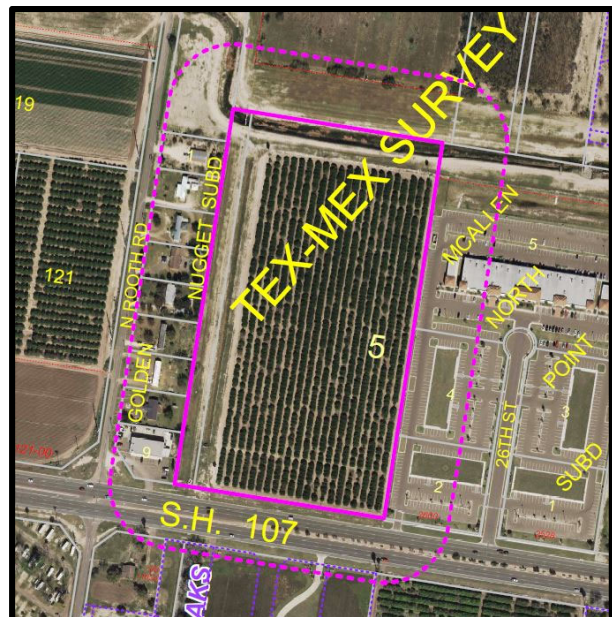 TEX-MEX SURVEY
19
1
NUGGET SUBD
N ROOTH RD
121
GOLDEN
9
5
MCALLEN
NORTH
POINT
SUBD
5
4
3
26TH ST
2
1
S.H. 107
AKS